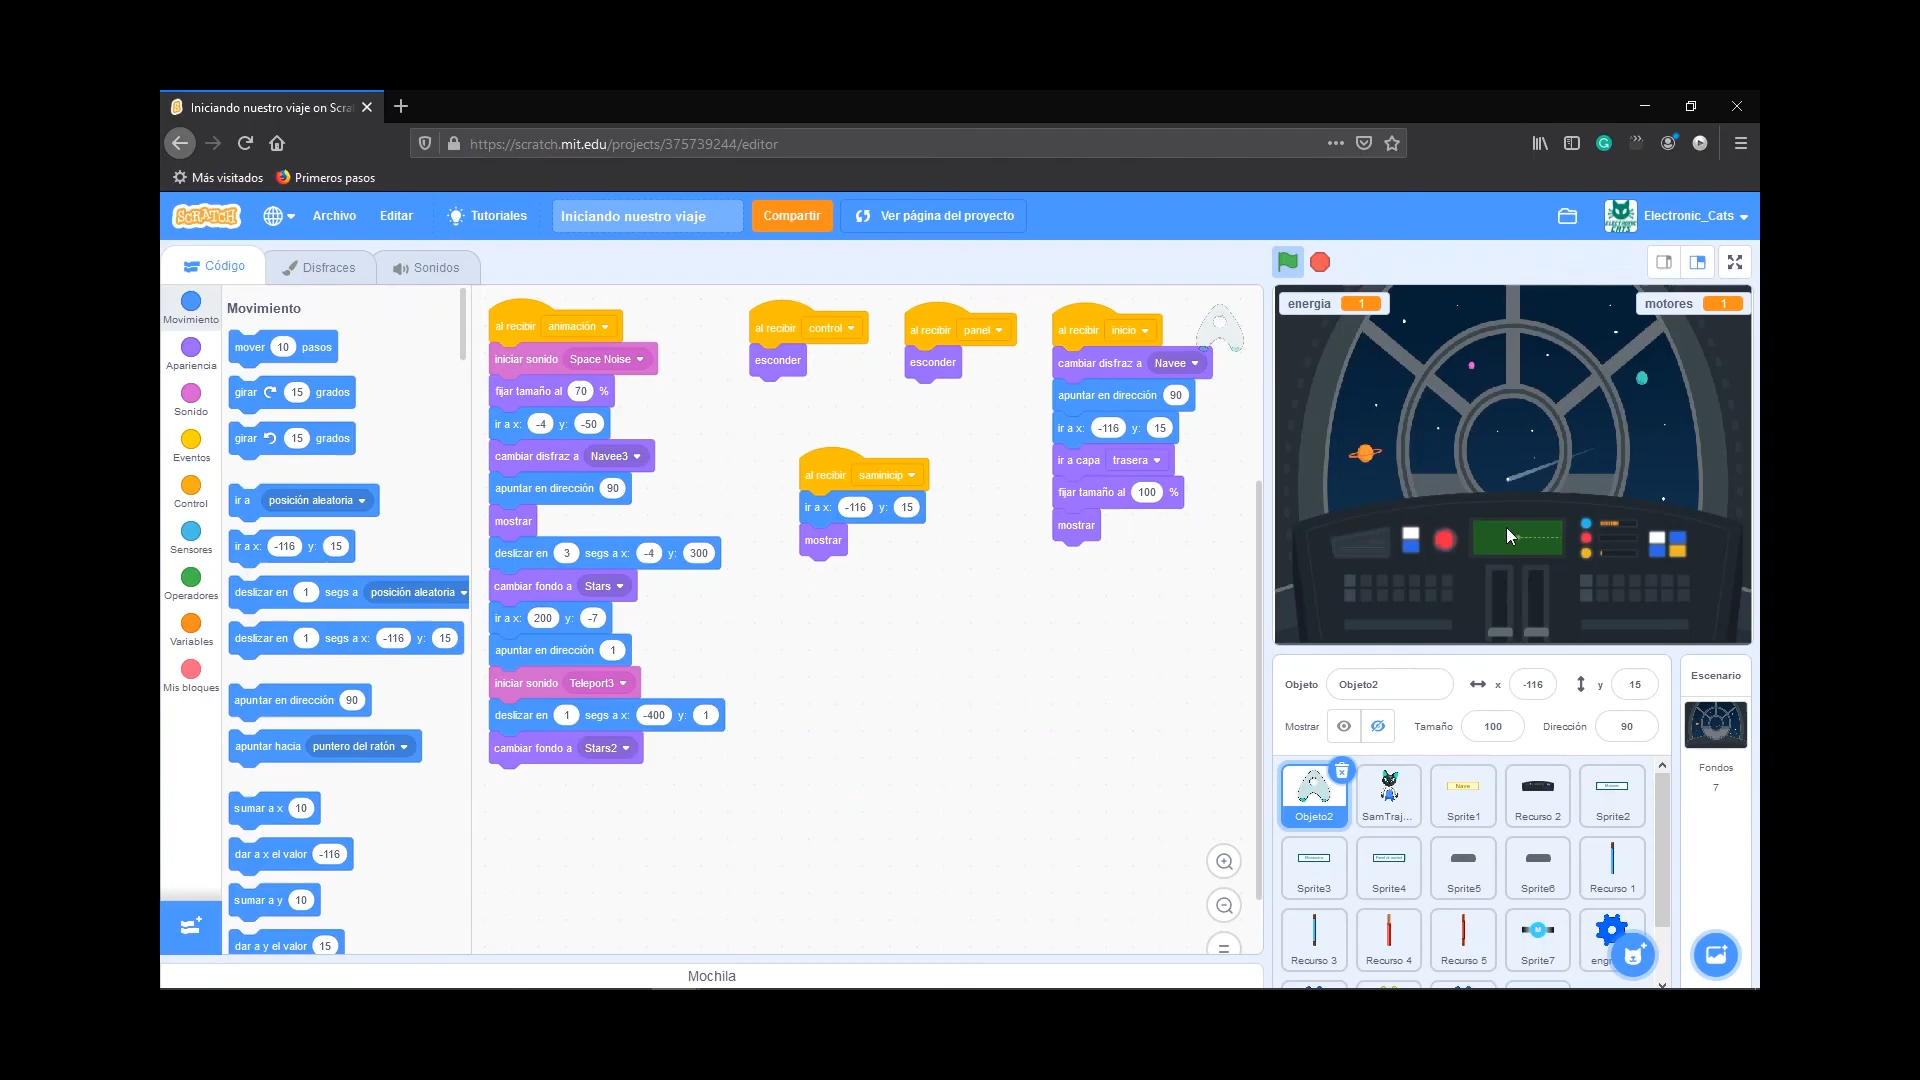 Iniciando nuestro viaje on Scra
https://scratch.mit.edu/projects/375739244/editor
Más visitados
Primeros pasos
SCRATCH
Archivo
Editar
Tutoriales
Iniciando nuestro viaje
Compartir
Ver página del proyecto
Electronic_Cats
Código
Disfraces
Sonidos
Movimiento
Apariencia
Sonido
Eventos
Control
Sensores
Operadores
Variables
Mis bloques
Movimiento
mover 10 pasos
girar 15 grados
girar 15 grados
ir a posición aleatoria
ir a x: -116 y: 15
deslizar en 1 segs a posición aleatoria
deslizar en 1 segs a x: -116 y: 15
apuntar en dirección 90
apuntar hacia puntero del ratón
sumar a x 10
dar a x el valor -116
sumar a y 10
dar a y el valor 15
al recibir animación
iniciar sonido Space Noise
fijar tamaño al 70 %
ir a x: -4 y: -50
cambiar disfraz a Navee3
apuntar en dirección 90
mostrar
deslizar en 3 segs a x: -4 y: 300
cambiar fondo a Stars
ir a x: 200 y: -7
apuntar en dirección 1
iniciar sonido Teleport3
deslizar en 1 segs a x: -400 y: 1
cambiar fondo a Stars2
al recibir control
esconder
al recibir panel
esconder
al recibir saminicip
ir a x: -116 y: 15
mostrar
al recibir inicio
cambiar disfraz a Navee
apuntar en dirección 90
ir a x: -116 y: 15
ir a capa trasera
fijar tamaño al 100 %
mostrar
Mochila
energia 1
motores 1
Objeto Objeto2 x -116 y 15
Mostrar Tamaño 100 Dirección 90
Objeto2
SamTraj...
Nave
Sprite1
Recurso 2
Sprite2
Sprite3
Sprite4
Sprite5
Sprite6
Recurso 1
Recurso 3
Recurso 4
Recurso 5
M
Sprite7
engr
Escenario
Fondos
7